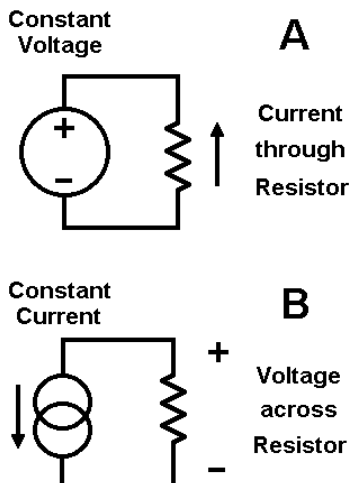 Constant
Voltage
A
+
−
Current
through
Resistor
Constant
Current
B
+
Voltage
across
Resistor
−